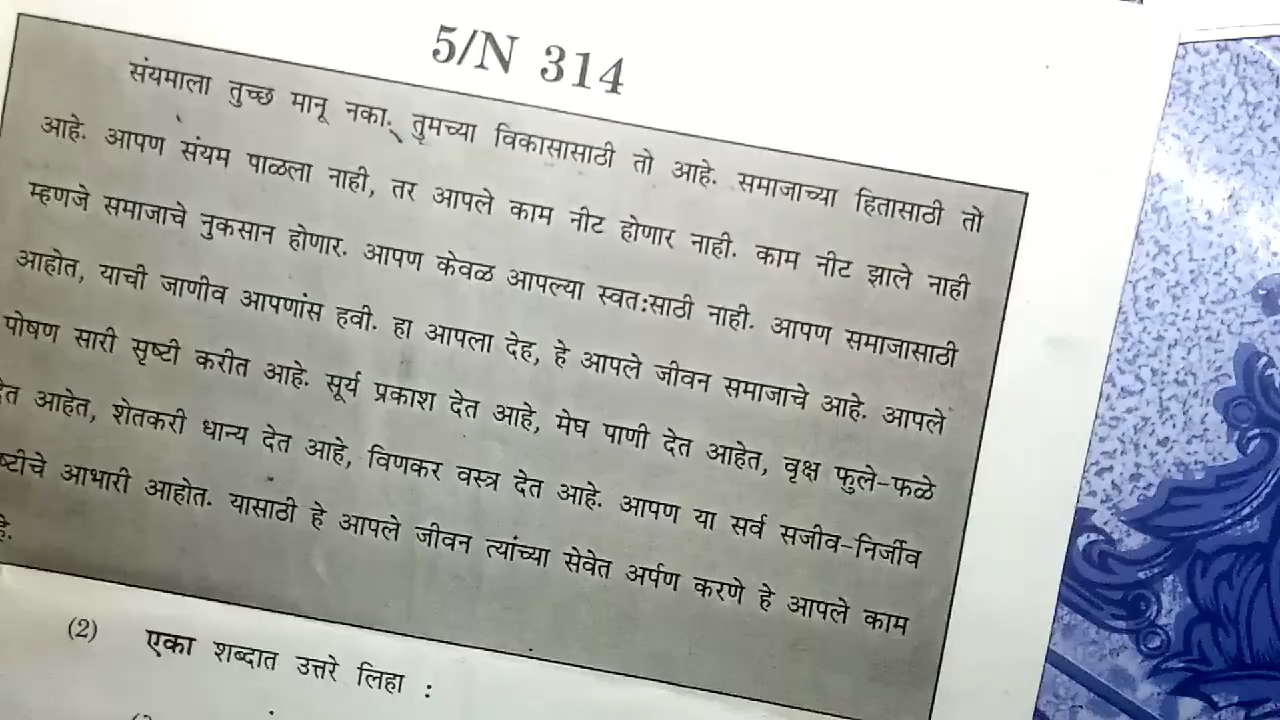 5/N 314
संयमाला तुच्छ मानू नका. तुमच्या विकासासाठी तो आहे. समाजाच्या हितासाठी तो
आहे. आपण संयम पाळला नाही, तर आपले काम नीट होणार नाही. काम नीट झाले नाही
म्हणजे समाजाचे नुकसान होणार. आपण केवळ आपल्या स्वत:साठी नाही. आपण समाजासाठी
आहोत, याची जाणीव आपणांस हवी. हा आपला देह, हे आपले जीवन समाजाचे आहे. आपले
पोषण सारी सृष्टी करीत आहे. सूर्य प्रकाश देत आहे, मेघ पाणी देत आहेत, वृक्ष फुले-फळे
आहेत, शेतकरी धान्य देत आहे, विणकर वस्त्र देत आहे. आपण या सर्व सजीव-निर्जीव
आभारी आहोत. यासाठी हे आपले जीवन त्यांच्या सेवेत अर्पण करणे हे आपले काम
(2) एका शब्दात उत्तरे लिहा :